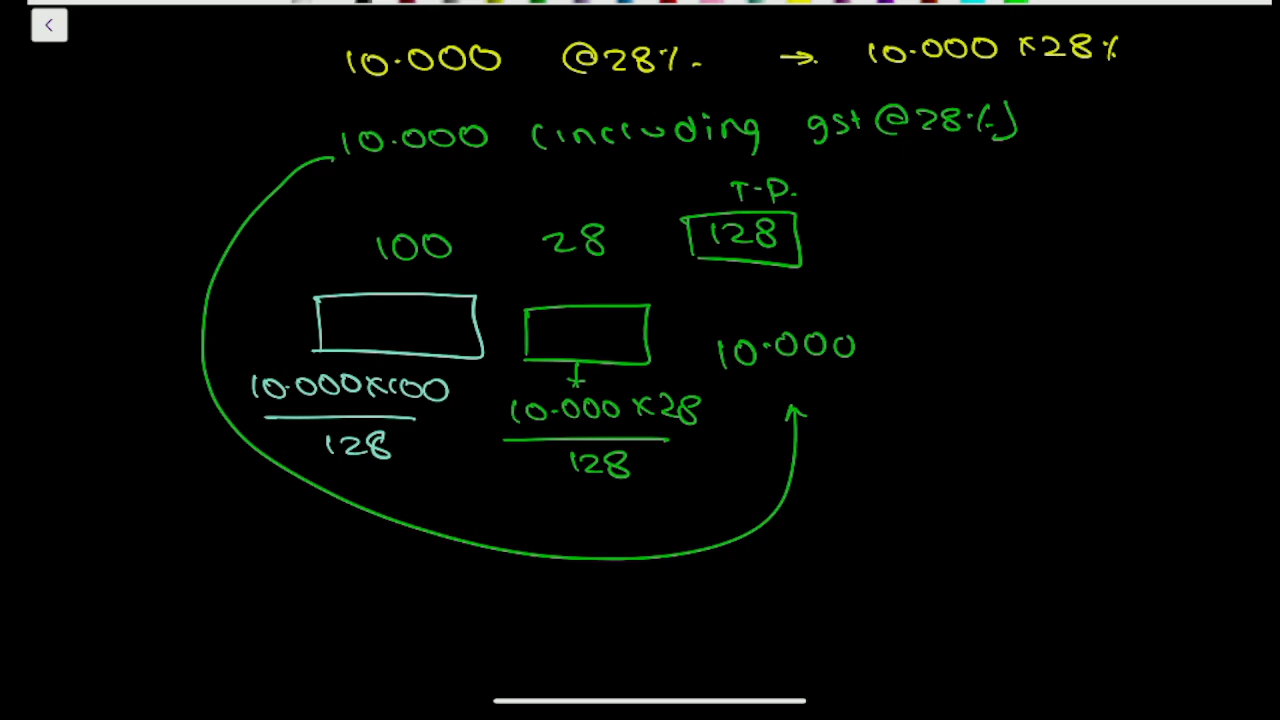 10.000 @28%. → 10.000 × 28%
10.000 (including gst @28%.)
T.P.
100 28 128
10.000
10.000×100 10.000 × 28
128 128